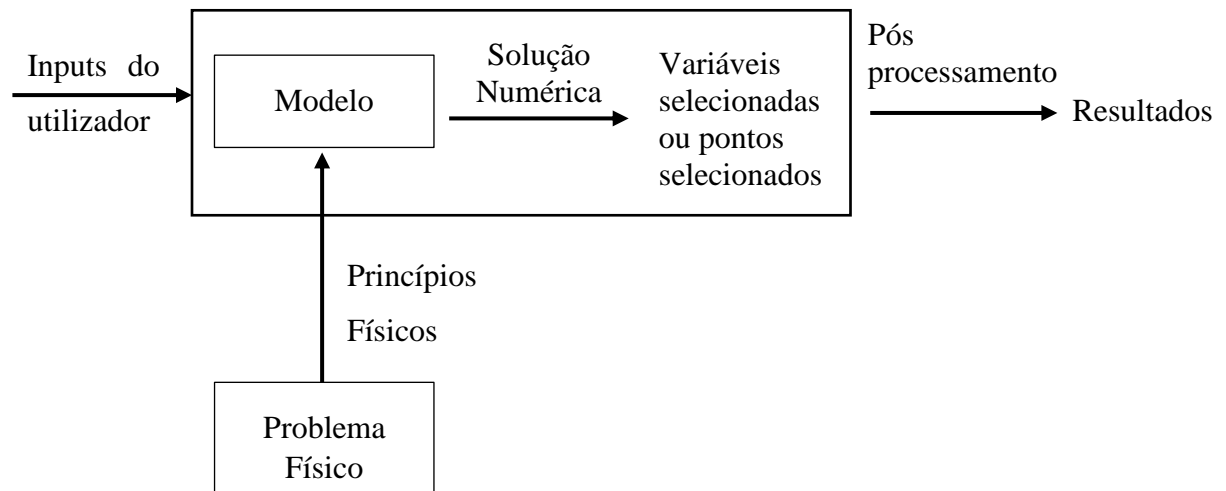 Inputs do
utilizador
Modelo
Solução
Numérica
Variáveis
selecionadas
ou pontos
selecionados
Pós
processamento
Resultados
Princípios
Físicos
Problema
Físico